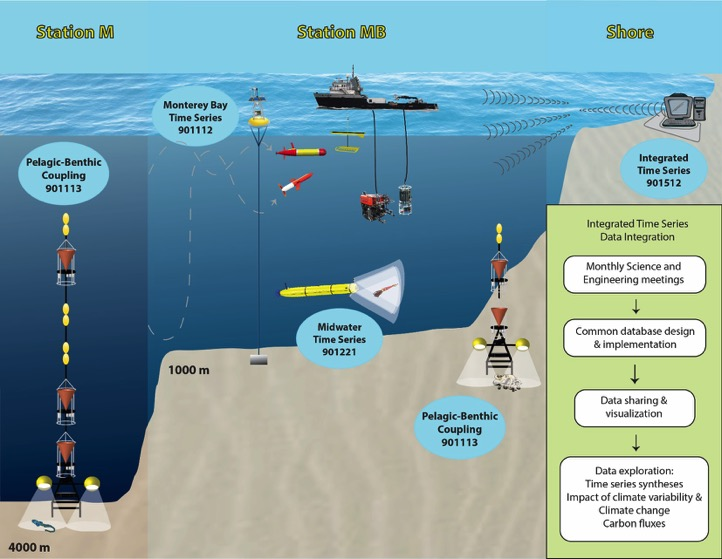 Station M
Station MB
Shore
Monterey Bay
Time Series
901112
Pelagic-Benthic
Coupling
901113
Integrated
Time Series
901512
Midwater
Time Series
901221
1000 m
Pelagic-Benthic
Coupling
901113
4000 m
Integrated Time Series
Data Integration
Monthly Science and
Engineering meetings
Common database design
& implementation
Data sharing &
visualization
Data exploration:
Time series syntheses
Impact of climate variability &
Climate change
Carbon fluxes